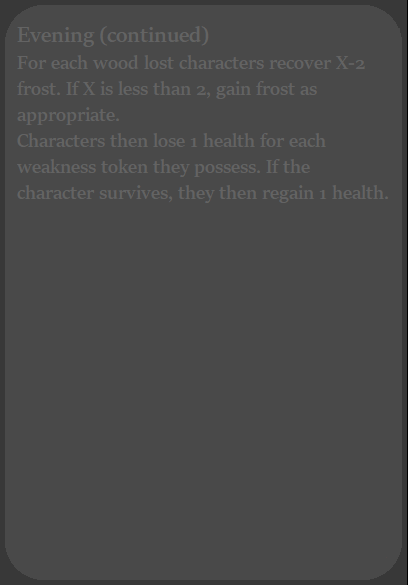 Evening (continued)
For each wood lost characters recover X-2
frost. If X is less than 2, gain frost as
appropriate.
Characters then lose 1 health for each
weakness token they possess. If the
character survives, they then regain 1 health.